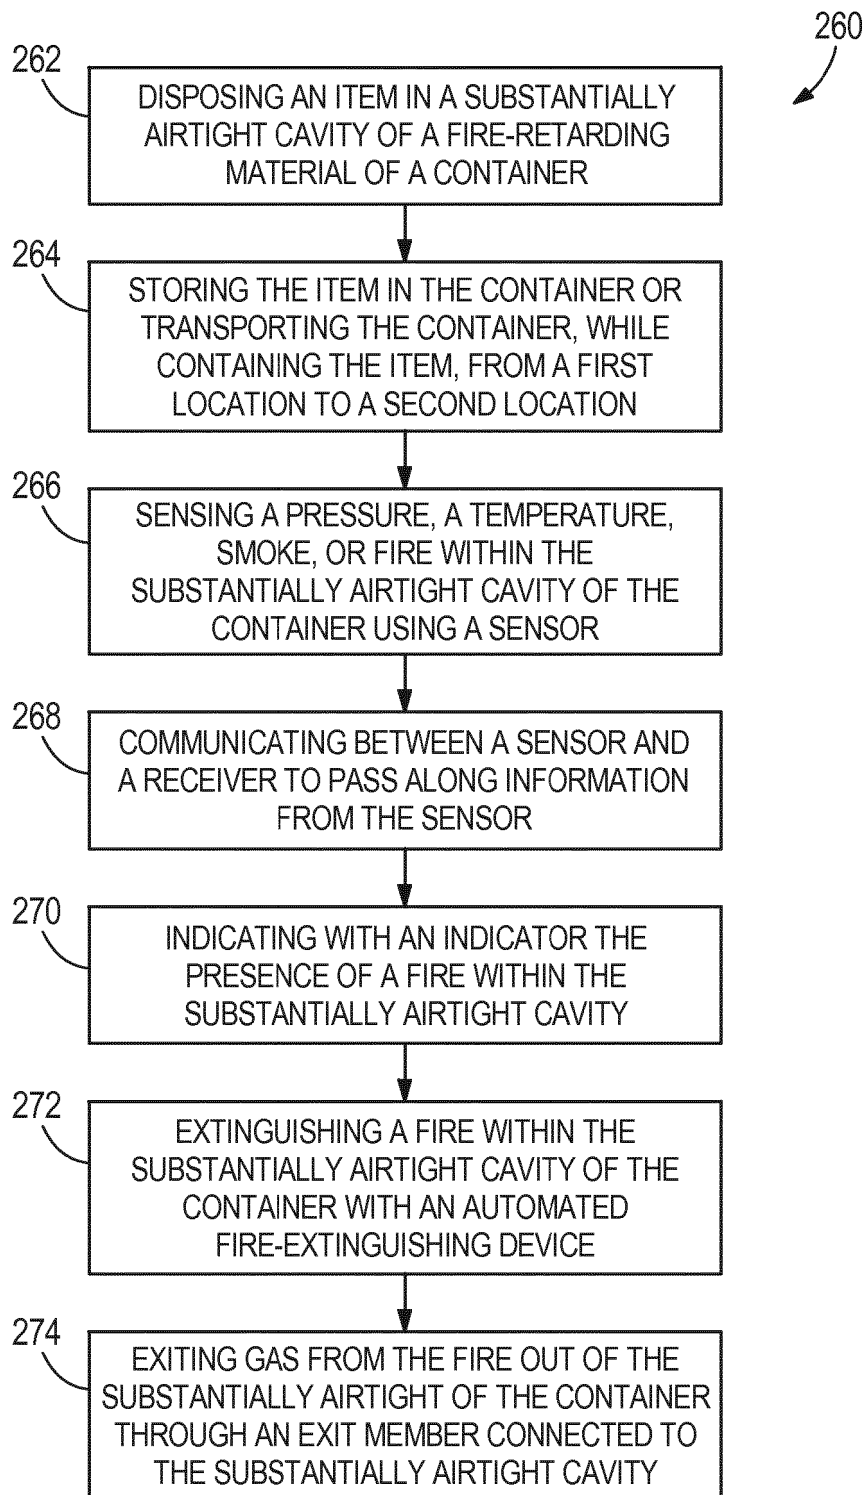 260
262
DISPOSING AN ITEM IN A SUBSTANTIALLY
AIRTIGHT CAVITY OF A FIRE-RETARDING
MATERIAL OF A CONTAINER
264
STORING THE ITEM IN THE CONTAINER OR
TRANSPORTING THE CONTAINER, WHILE
CONTAINING THE ITEM, FROM A FIRST
LOCATION TO A SECOND LOCATION
266
SENSING A PRESSURE, A TEMPERATURE,
SMOKE, OR FIRE WITHIN THE
SUBSTANTIALLY AIRTIGHT CAVITY OF THE
CONTAINER USING A SENSOR
268
COMMUNICATING BETWEEN A SENSOR AND
A RECEIVER TO PASS ALONG INFORMATION
FROM THE SENSOR
270
INDICATING WITH AN INDICATOR THE
PRESENCE OF A FIRE WITHIN THE
SUBSTANTIALLY AIRTIGHT CAVITY
272
EXTINGUISHING A FIRE WITHIN THE
SUBSTANTIALLY AIRTIGHT CAVITY OF THE
CONTAINER WITH AN AUTOMATED
FIRE-EXTINGUISHING DEVICE
274
EXITING GAS FROM THE FIRE OUT OF THE
SUBSTANTIALLY AIRTIGHT OF THE CONTAINER
THROUGH AN EXIT MEMBER CONNECTED TO
THE SUBSTANTIALLY AIRTIGHT CAVITY